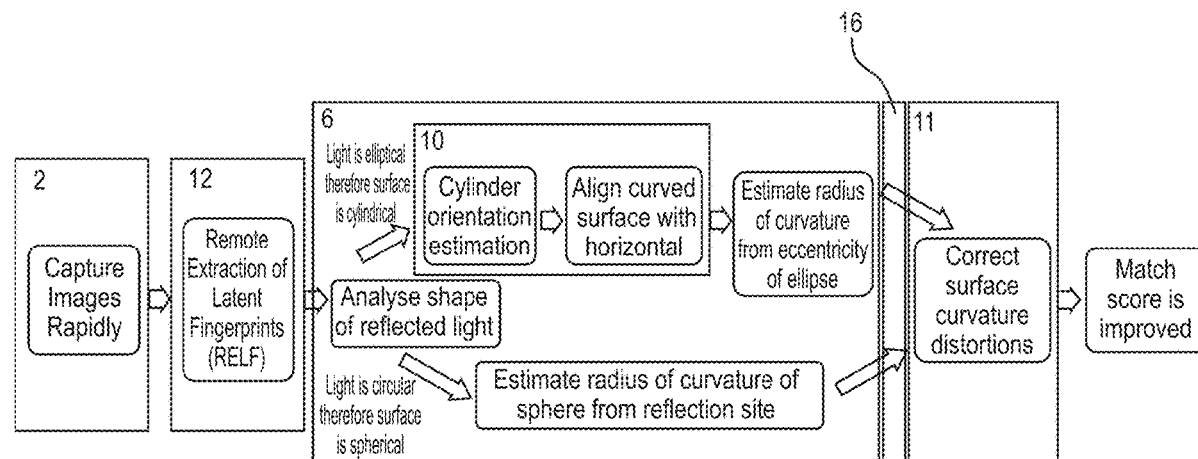 16
6
11
10
2
12
Light is elliptical
therefore surface
is cylindrical
Cylinder
orientation
estimation
Align curved
surface with
horizontal
Estimate radius
of curvature
from eccentricity
of ellipse
Capture
Images
Rapidly
Remote
Extraction of
Latent
Fingerprints
(RELF)
Analyse shape
of reflected light
Correct
surface
curvature
distortions
Match
score is
improved
Light is circular
therefore surface
is spherical
Estimate radius of curvature of
sphere from reflection site